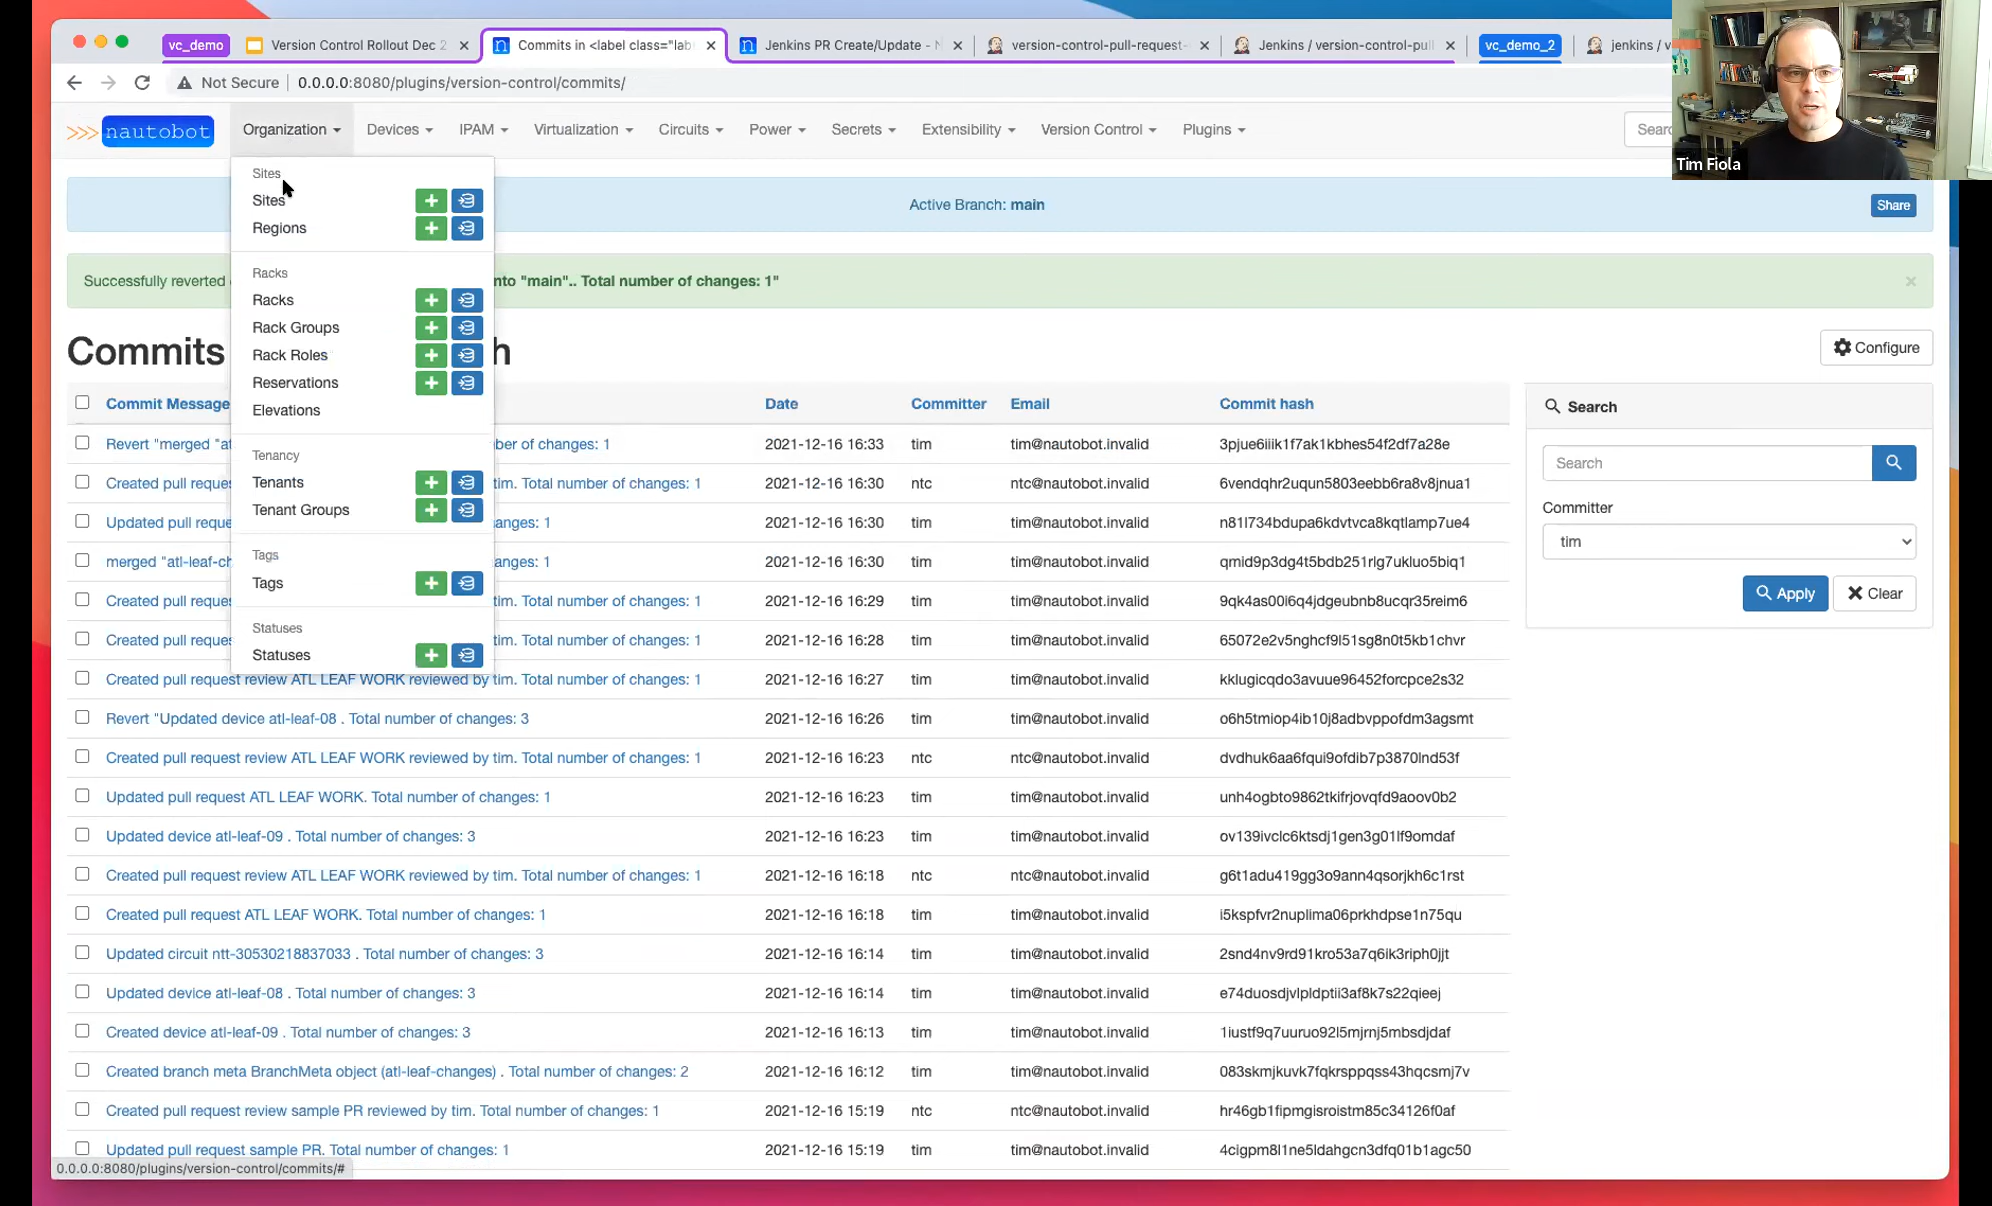 vc_demo
Version Control Rollout Dec 2
Commits in <label class="lab
Jenkins PR Create/Update - N
version-control-pull-request-
Jenkins / version-control-pull
vc_demo_2
jenkins / v
Not Secure
0.0.0.0:8080/plugins/version-control/commits/
>>> nautobot
Organization
Devices
IPAM
Virtualization
Circuits
Power
Secrets
Extensibility
Version Control
Plugins
Sear
Tim Fiola
Sites
Sites
Regions
Racks
Racks
Rack Groups
Rack Roles
Reservations
Elevations
Tenancy
Tenants
Tenant Groups
Tags
Tags
Statuses
Statuses
Active Branch: main
Share
Successfully reverted
nto "main".. Total number of changes: 1"
×
Commits
h
Configure
Commit Message
Date
Committer
Email
Commit hash
Revert "merged "at
ber of changes: 1
2021-12-16 16:33
tim
tim@nautobot.invalid
3pjue6iiik1f7ak1kbhes54f2df7a28e
Created pull reque
tim. Total number of changes: 1
2021-12-16 16:30
ntc
ntc@nautobot.invalid
6vendqhr2uqun5803eebb6ra8v8jnua1
Updated pull reque
anges: 1
2021-12-16 16:30
tim
tim@nautobot.invalid
n81l734bdupa6kdvtvca8kqtlamp7ue4
merged "atl-leaf-ch
anges: 1
2021-12-16 16:30
tim
tim@nautobot.invalid
qmid9p3dg4t5bdb251rlg7ukluo5biq1
Created pull reques
tim. Total number of changes: 1
2021-12-16 16:29
tim
tim@nautobot.invalid
9qk4as00i6q4jdgeubnb8ucqr35reim6
Created pull reques
tim. Total number of changes: 1
2021-12-16 16:28
tim
tim@nautobot.invalid
65072e2v5nghcf9l51sg8n0t5kb1chvr
Created pull request review ATL LEAF WORK reviewed by tim. Total number of changes: 1
2021-12-16 16:27
tim
tim@nautobot.invalid
kklugicqdo3avuue96452forcpce2s32
Revert "Updated device atl-leaf-08 . Total number of changes: 3
2021-12-16 16:26
tim
tim@nautobot.invalid
o6h5tmiop4ib10j8adbvppofdm3agsmt
Created pull request review ATL LEAF WORK reviewed by tim. Total number of changes: 1
2021-12-16 16:23
ntc
ntc@nautobot.invalid
dvdhuk6aa6fqui9ofdib7p3870lnd53f
Updated pull request ATL LEAF WORK. Total number of changes: 1
2021-12-16 16:23
tim
tim@nautobot.invalid
unh4ogbto9862tkifrjovqfd9aoov0b2
Updated device atl-leaf-09 . Total number of changes: 3
2021-12-16 16:23
tim
tim@nautobot.invalid
ov139ivclc6ktsdj1gen3g01lf9omdaf
Created pull request review ATL LEAF WORK reviewed by tim. Total number of changes: 1
2021-12-16 16:18
ntc
ntc@nautobot.invalid
g6t1adu419gg3o9ann4qsorjkh6c1rst
Created pull request ATL LEAF WORK. Total number of changes: 1
2021-12-16 16:18
tim
tim@nautobot.invalid
i5kspfvr2nuplima06prkhdpse1n75qu
Updated circuit ntt-30530218837033 . Total number of changes: 3
2021-12-16 16:14
tim
tim@nautobot.invalid
2snd4nv9rd91kro53a7q6ik3riph0jjt
Updated device atl-leaf-08 . Total number of changes: 3
2021-12-16 16:14
tim
tim@nautobot.invalid
e74duosdjvlpldptii3af8k7s22qieej
Created device atl-leaf-09 . Total number of changes: 3
2021-12-16 16:13
tim
tim@nautobot.invalid
1iustf9q7uuruo92l5mjrnj5mbsdjdaf
Created branch meta BranchMeta object (atl-leaf-changes) . Total number of changes: 2
2021-12-16 16:12
tim
tim@nautobot.invalid
083skmjkuvk7fqkrsppqss43hqcsmj7v
Created pull request review sample PR reviewed by tim. Total number of changes: 1
2021-12-16 15:19
ntc
ntc@nautobot.invalid
hr46gb1fipmgisroistm85c34126f0af
Updated pull request sample PR. Total number of changes: 1
2021-12-16 15:19
tim
tim@nautobot.invalid
4cigpm8l1ne5ldahgcn3dfq01b1agc50
Search
Search
Committer
tim
Apply
Clear
0.0.0.0:8080/plugins/version-control/commits/#